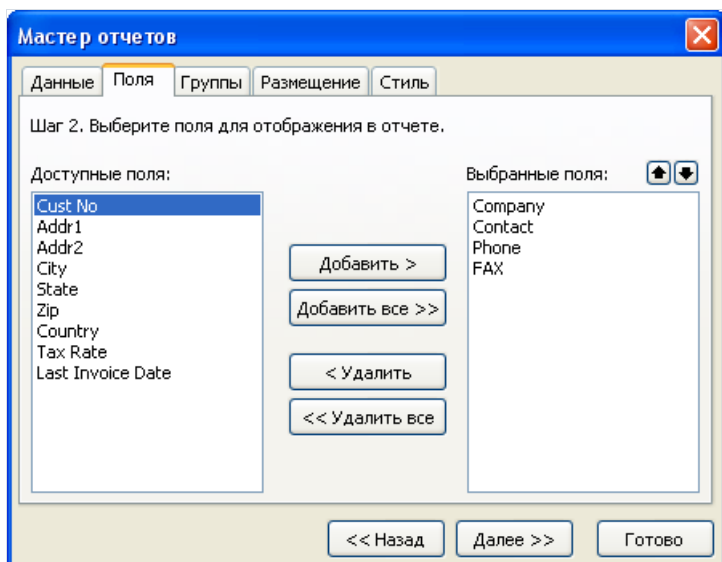 Мастер отчетов
Данные Поля Группы Размещение Стиль
Шаг 2. Выберите поля для отображения в отчете.
Доступные поля:
Cust No
Addr1
Addr2
City
State
Zip
Country
Tax Rate
Last Invoice Date
Добавить >
Добавить все >>
< Удалить
<< Удалить все
Выбранные поля:
Company
Contact
Phone
FAX
<< Назад Далее >> Готово